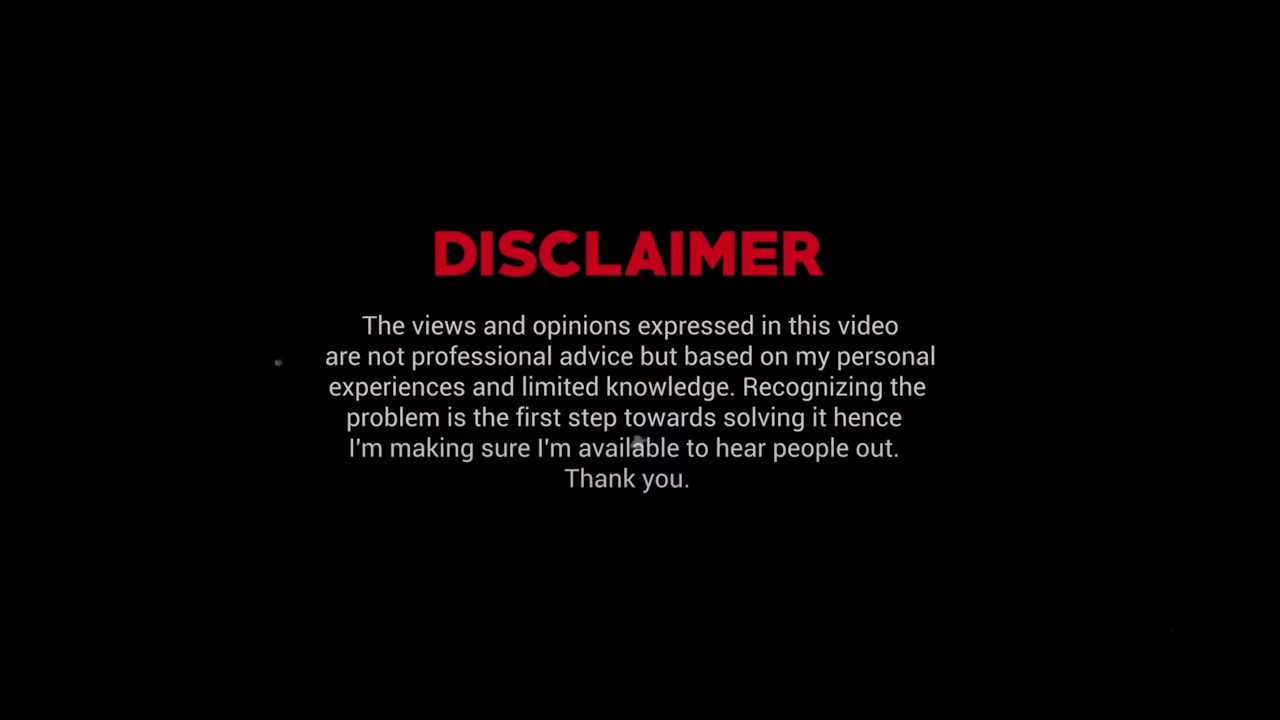 DISCLAIMER
The views and opinions expressed in this video
are not professional advice but based on my personal
experiences and limited knowledge. Recognizing the
problem is the first step towards solving it hence
I'm making sure I'm available to hear people out.
Thank you.